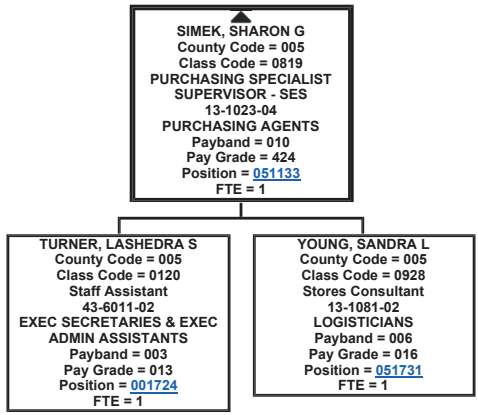 SIMEK, SHARON G
County Code = 005
Class Code = 0819
PURCHASING SPECIALIST
SUPERVISOR - SES
13-1023-04
PURCHASING AGENTS
Payband = 010
Pay Grade = 424
Position = 051133
FTE = 1
TURNER, LASHEDRA S
County Code = 005
Class Code = 0120
Staff Assistant
43-6011-02
EXEC SECRETARIES & EXEC
ADMIN ASSISTANTS
Payband = 003
Pay Grade = 013
Position = 001724
FTE = 1
YOUNG, SANDRA L
County Code = 005
Class Code = 0928
Stores Consultant
13-1081-02
LOGISTICIANS
Payband = 006
Pay Grade = 016
Position = 051731
FTE = 1